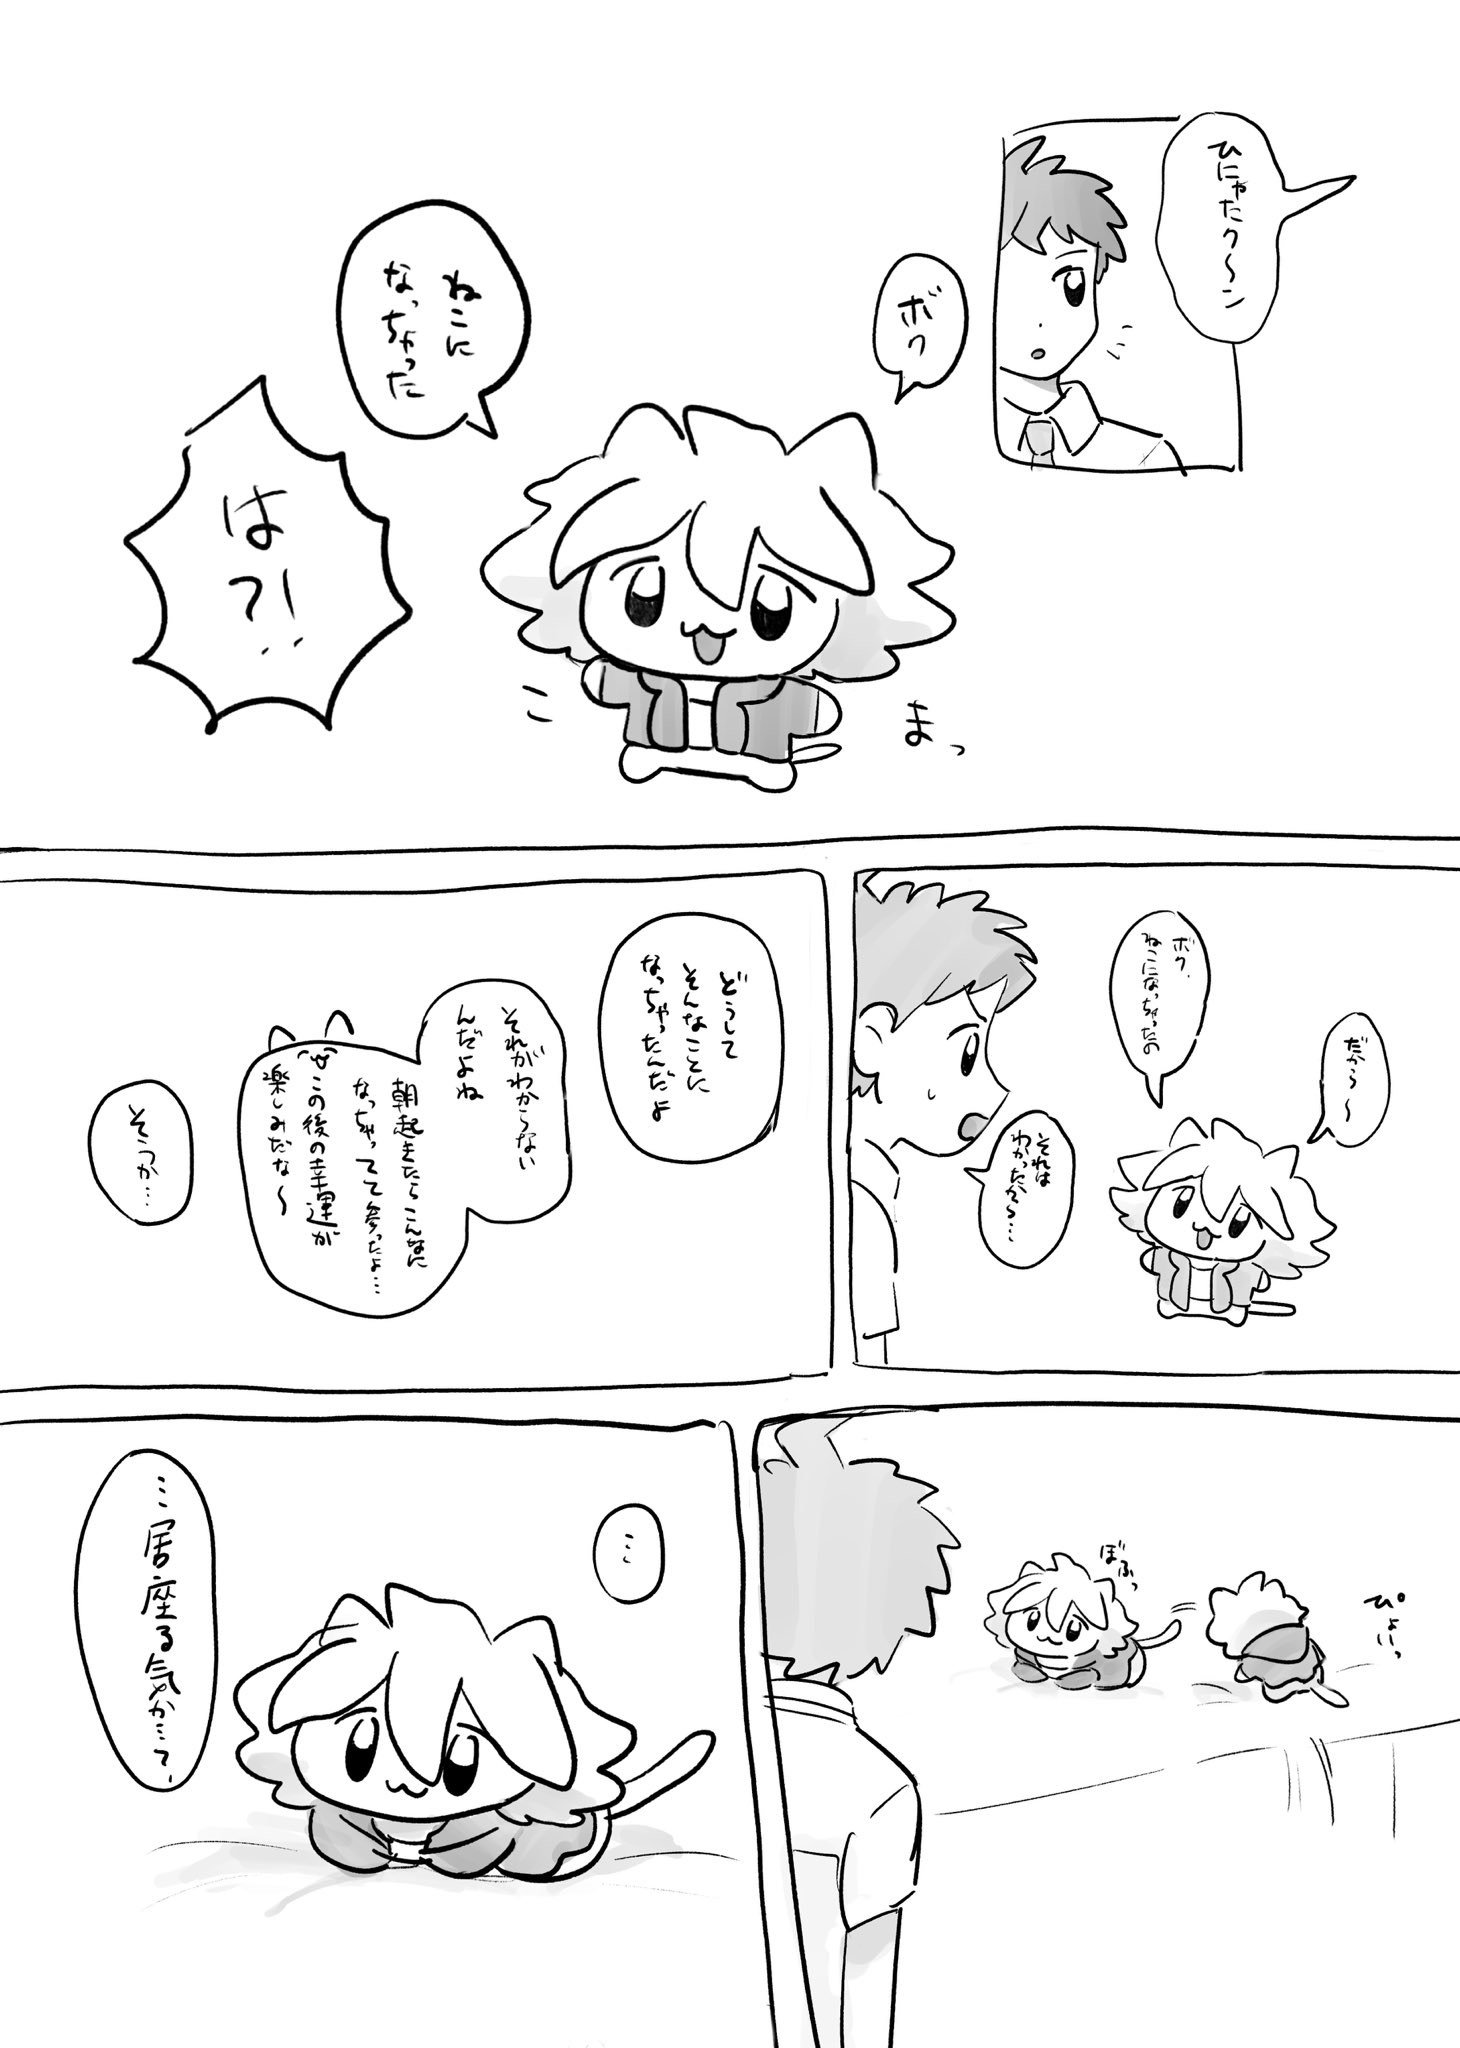 ひにゃたク〜ン
ボク
ねこに
なっちゃった
は?!
こ
まっ
だから〜
ボク、
ねこになっちゃったの
それは
わかったから…
どうして
そんなことに
なっちゃったんだよ
それがわからない
んだよね
朝起きたらこんなに
なっちゃってて参ったよ…
この後の幸運が
楽しみだな〜
そうか…
ぴょいっ
ぼふっ
…
…居座る気か…て、